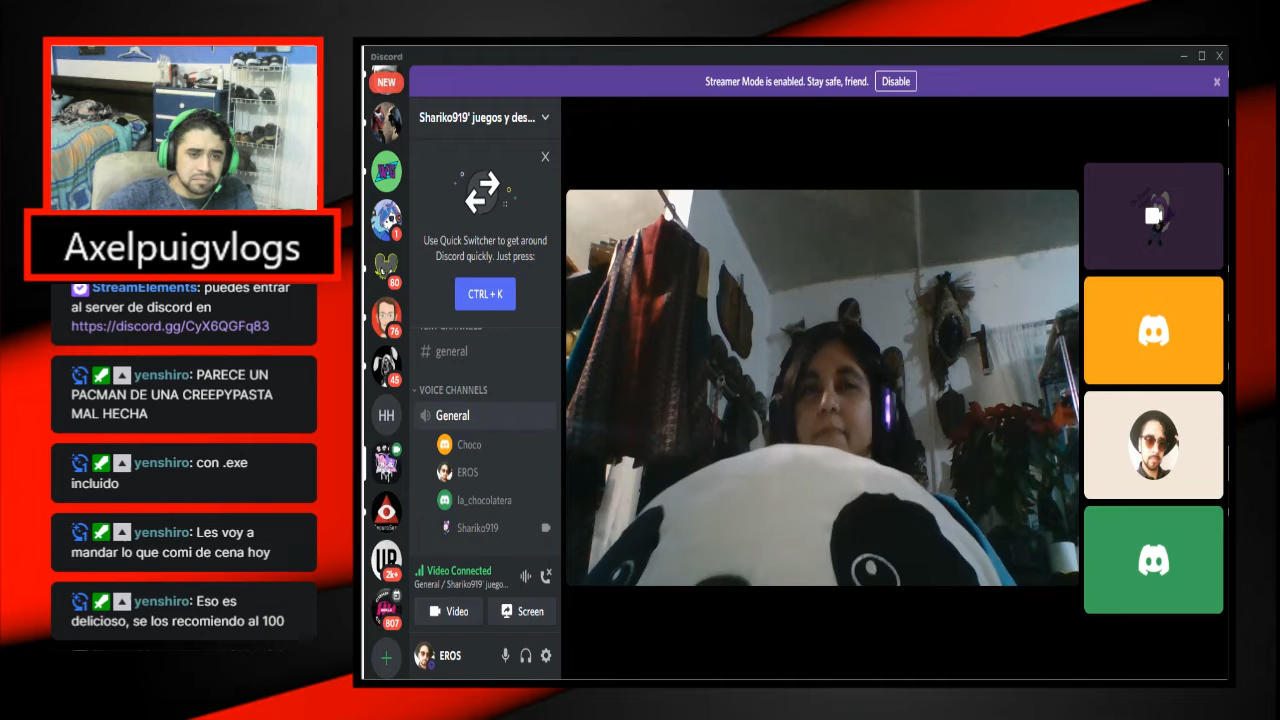 Axelpuigvlogs
StreamElements: puedes entrar
al server de discord en
https://discord.gg/CyX6QGFq83
yenshiro: PARECE UN
PACMAN DE UNA CREEPYPASTA
MAL HECHA
yenshiro: con .exe
incluido
yenshiro: Les voy a
mandar lo que comi de cena hoy
yenshiro: Eso es
delicioso, se los recomiendo al 100
Discord
NEW
1
80
76
45
HH
2k+
807
Streamer Mode is enabled. Stay safe, friend. Disable
Shariko919' juegos y des...
Use Quick Switcher to get around
Discord quickly. Just press:
CTRL + K
TEXT CHANNELS
# general
VOICE CHANNELS
General
Choco
EROS
la_chocolatera
Shariko919
Video Connected
General / Shariko919' juego...
Video
Screen
EROS